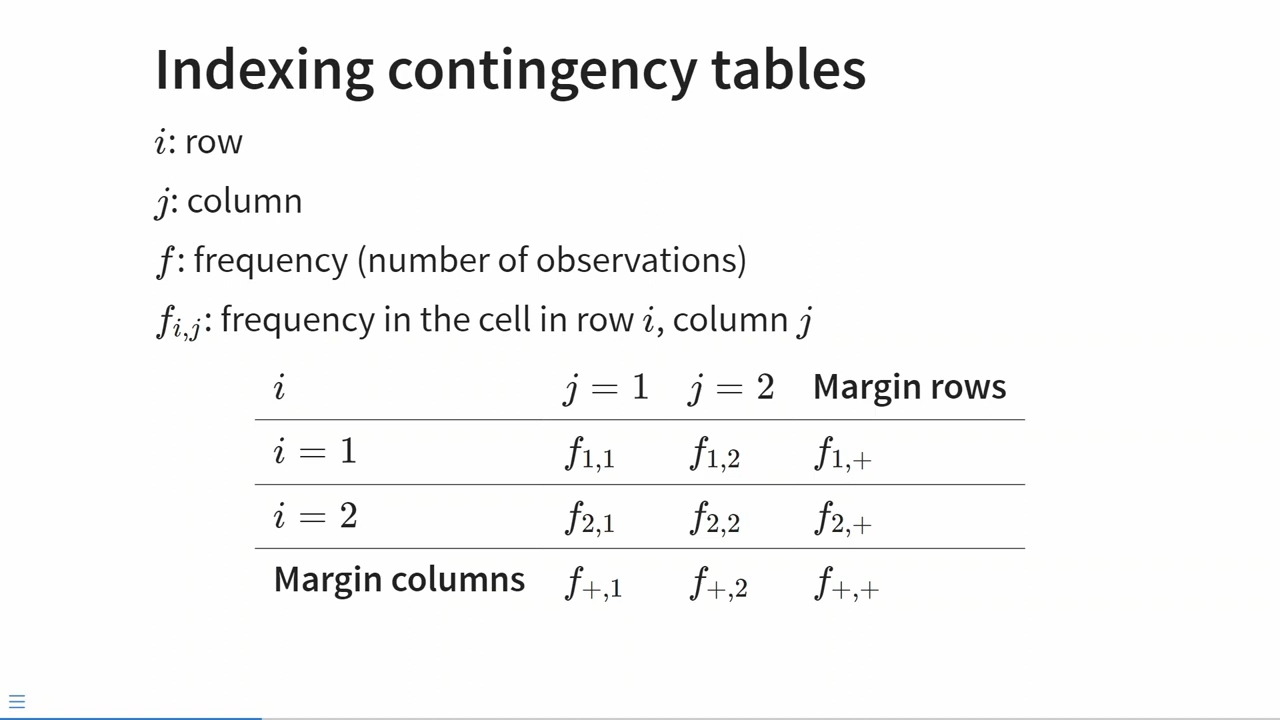 Indexing contingency tables
i: row
j: column
f: frequency (number of observations)
f_{i,j}: frequency in the cell in row i, column j
i j = 1 j = 2 Margin rows
i = 1 f_{1,1} f_{1,2} f_{1,+}
i = 2 f_{2,1} f_{2,2} f_{2,+}
Margin columns f_{+,1} f_{+,2} f_{+,+}